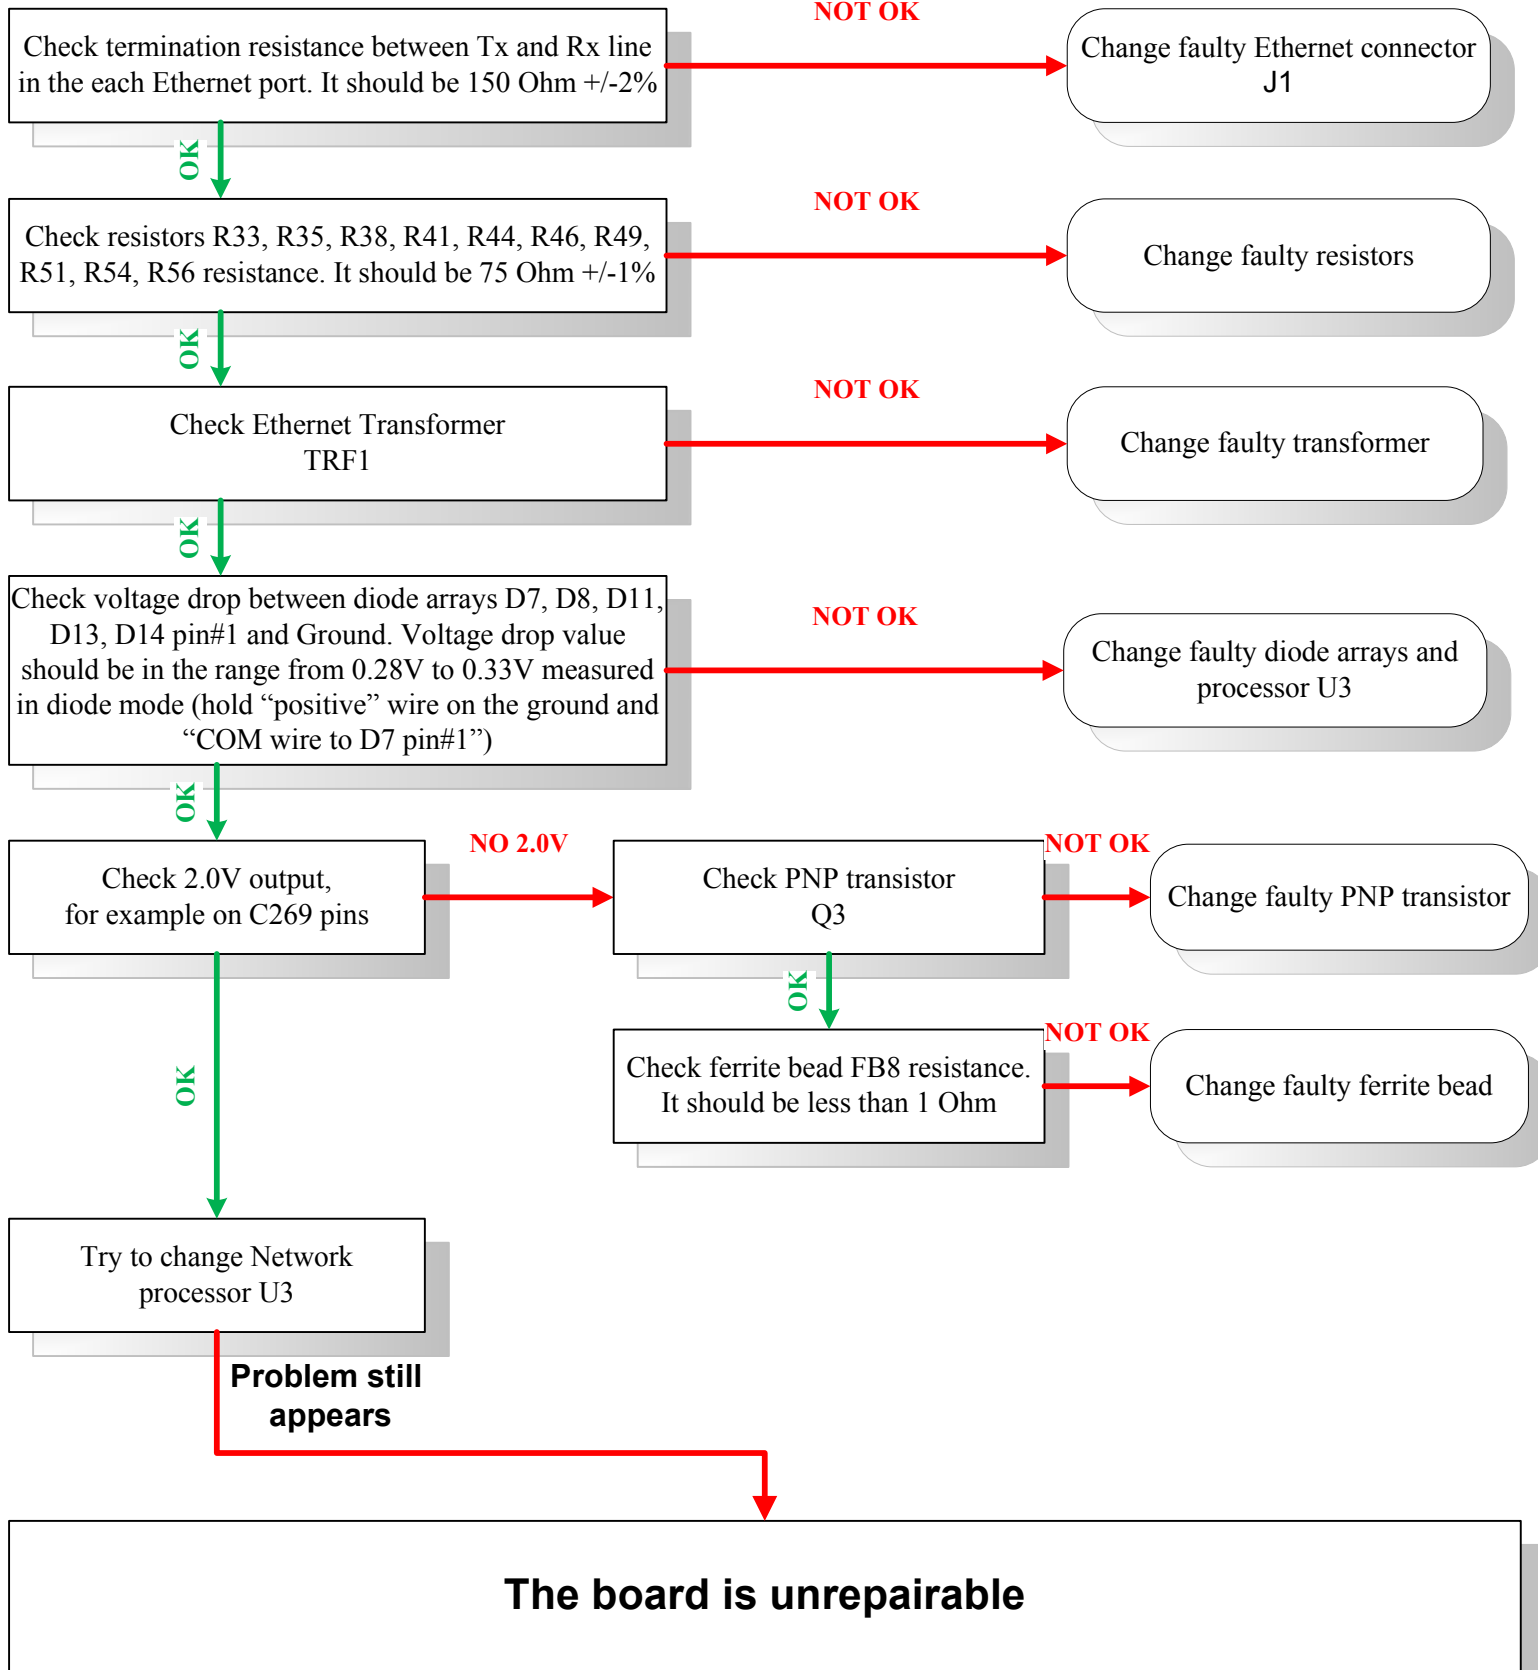 NOT OK
Check termination resistance between Tx and Rx line
in the each Ethernet port. It should be 150 Ohm +/-2%
Change faulty Ethernet connector
J1
OK
NOT OK
Check resistors R33, R35, R38, R41, R44, R46, R49,
R51, R54, R56 resistance. It should be 75 Ohm +/-1%
Change faulty resistors
OK
NOT OK
Check Ethernet Transformer
TRF1
Change faulty transformer
OK
NOT OK
Check voltage drop between diode arrays D7, D8, D11,
D13, D14 pin#1 and Ground. Voltage drop value
should be in the range from 0.28V to 0.33V measured
in diode mode (hold “positive” wire on the ground and
“COM wire to D7 pin#1”)
Change faulty diode arrays and
processor U3
OK
NO 2.0V
NOT OK
Check 2.0V output,
for example on C269 pins
Check PNP transistor
Q3
Change faulty PNP transistor
OK
NOT OK
Check ferrite bead FB8 resistance.
It should be less than 1 Ohm
Change faulty ferrite bead
OK
Try to change Network
processor U3
Problem still
appears
The board is unrepairable